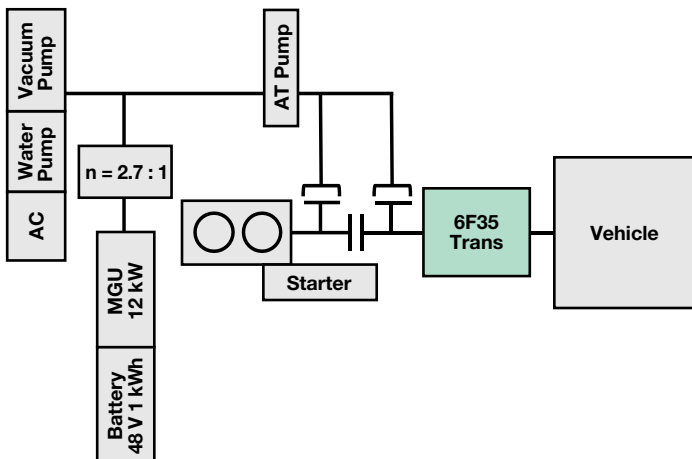 Vacuum
Pump
Water
Pump
AC
AT Pump
n = 2.7 : 1
MGU
12 kW
Battery
48 V 1 kWh
Starter
6F35
Trans
Vehicle